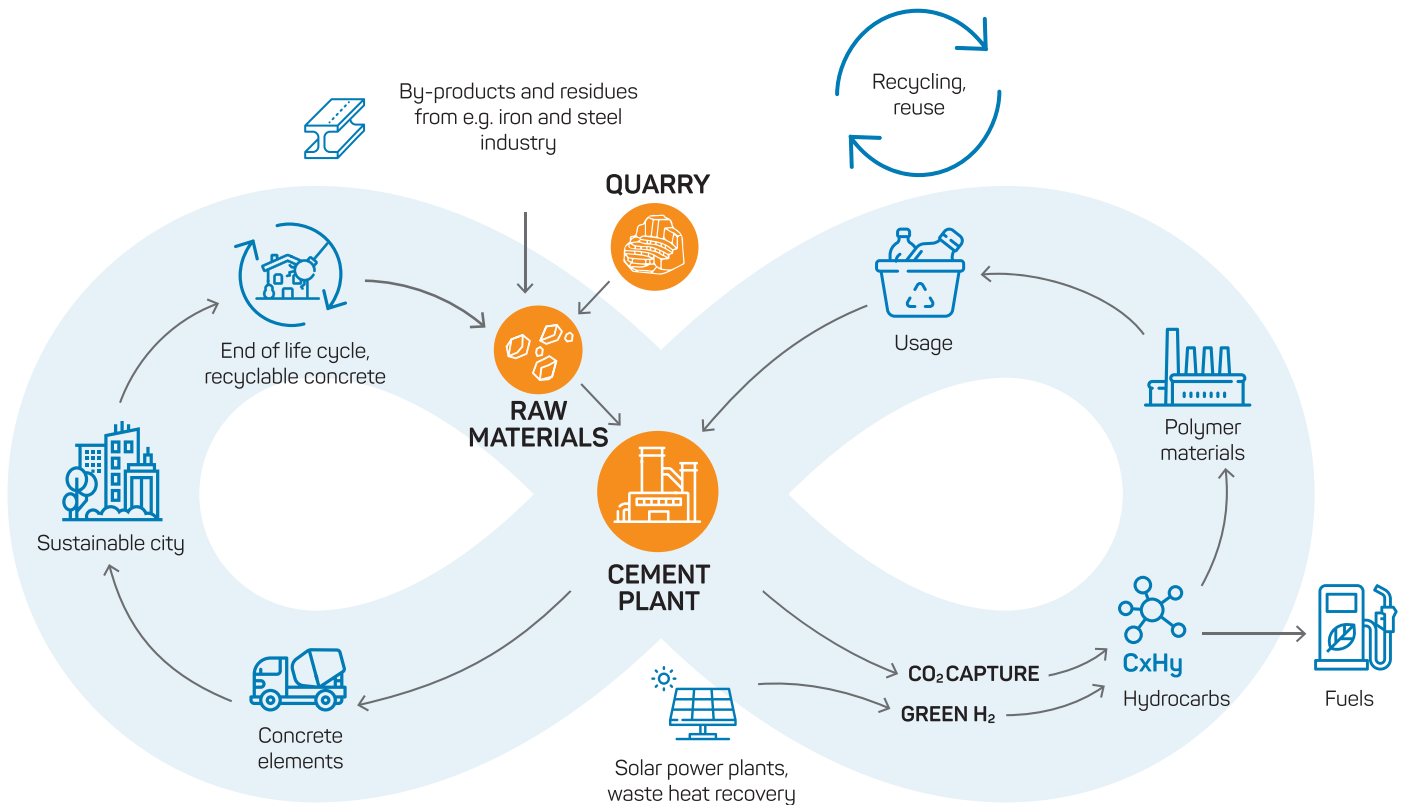 By-products and residues
from e.g. iron and steel
industry
Recycling,
reuse
QUARRY
End of life cycle,
recyclable concrete
RAW
MATERIALS
Usage
Polymer
materials
Sustainable city
CEMENT
PLANT
CO₂ CAPTURE
GREEN H₂
CxHy
Hydrocarbs
Fuels
Concrete
elements
Solar power plants,
waste heat recovery